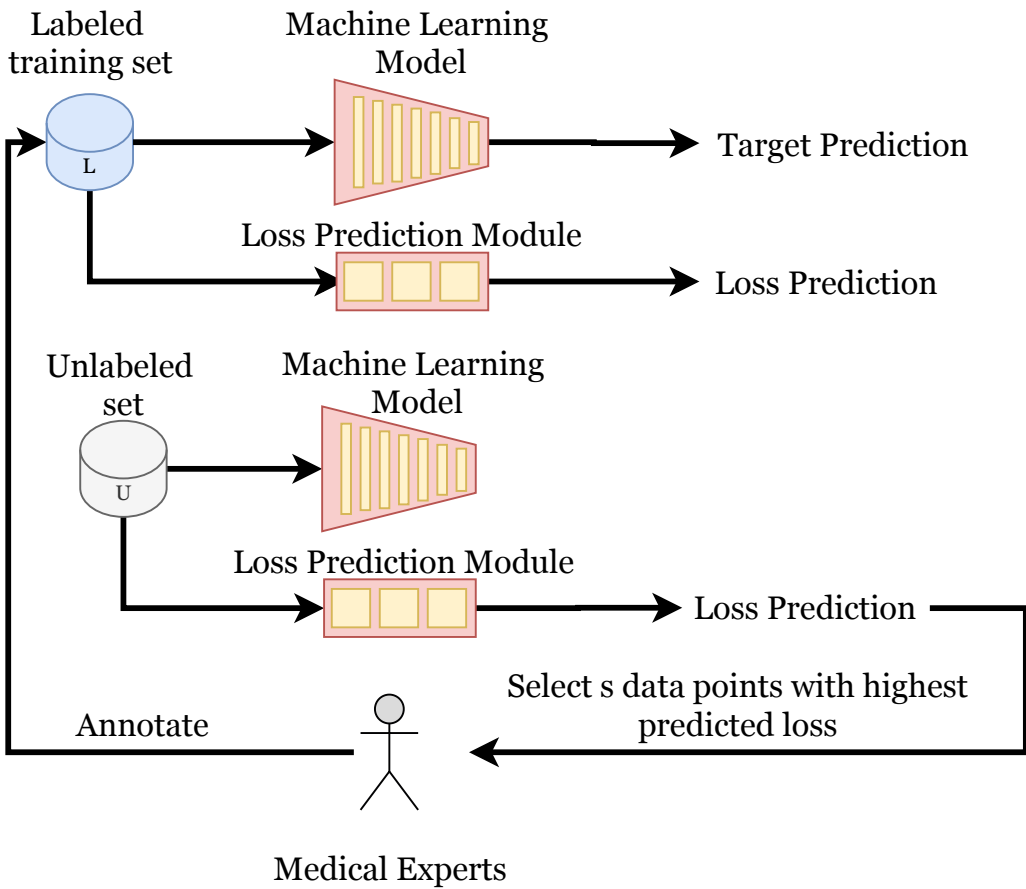 Labeled
training set
Machine Learning
Model
L
Target Prediction
Loss Prediction Module
Loss Prediction
Unlabeled
set
Machine Learning
Model
U
Loss Prediction Module
Loss Prediction
Select s data points with highest
predicted loss
Annotate
Medical Experts